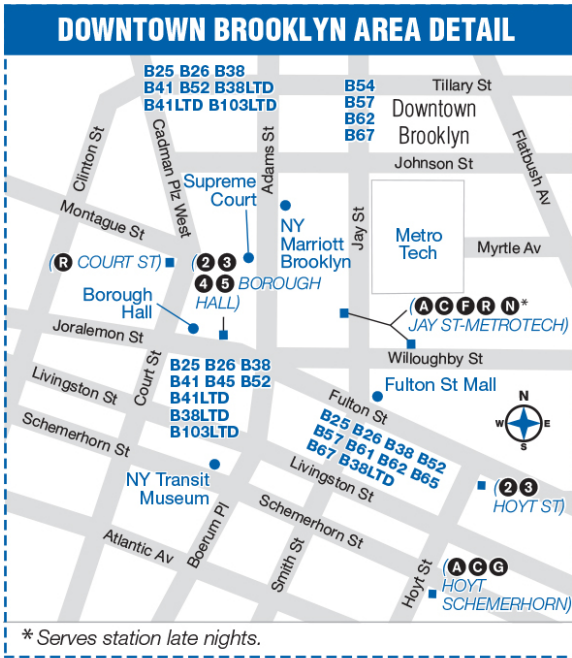 DOWNTOWN BROOKLYN AREA DETAIL
B25 B26 B38
B41 B52 B38LTD
B41LTD B103LTD
B54
B57
B62
B67
Tillary St
Downtown
Brooklyn
Clinton St
Cadman Plz West
Adams St
Flatbush Av
Johnson St
Supreme
Court
Montague St
NY
Marriott
Brooklyn
Jay St
Metro
Tech
Myrtle Av
(R COURT ST)
(2 3
4 5 BOROUGH
HALL)
Borough
Hall
(A C F R N*
JAY ST-METROTECH)
Joralemon St
Willoughby St
Court St
B25 B26 B38
B41 B45 B52
B41LTD
B38LTD
B103LTD
Fulton St Mall
Livingston St
Fulton St
N
W E
S
B25 B26 B38 B52
B57 B61 B62 B65
B67 B38LTD
Schemerhorn St
NY Transit
Museum
Livingston St
(2 3
HOYT ST)
Schemerhorn St
Atlantic Av
Boerum Pl
Smith St
Hoyt St
(A C G
HOYT
SCHEMERHORN)
* Serves station late nights.